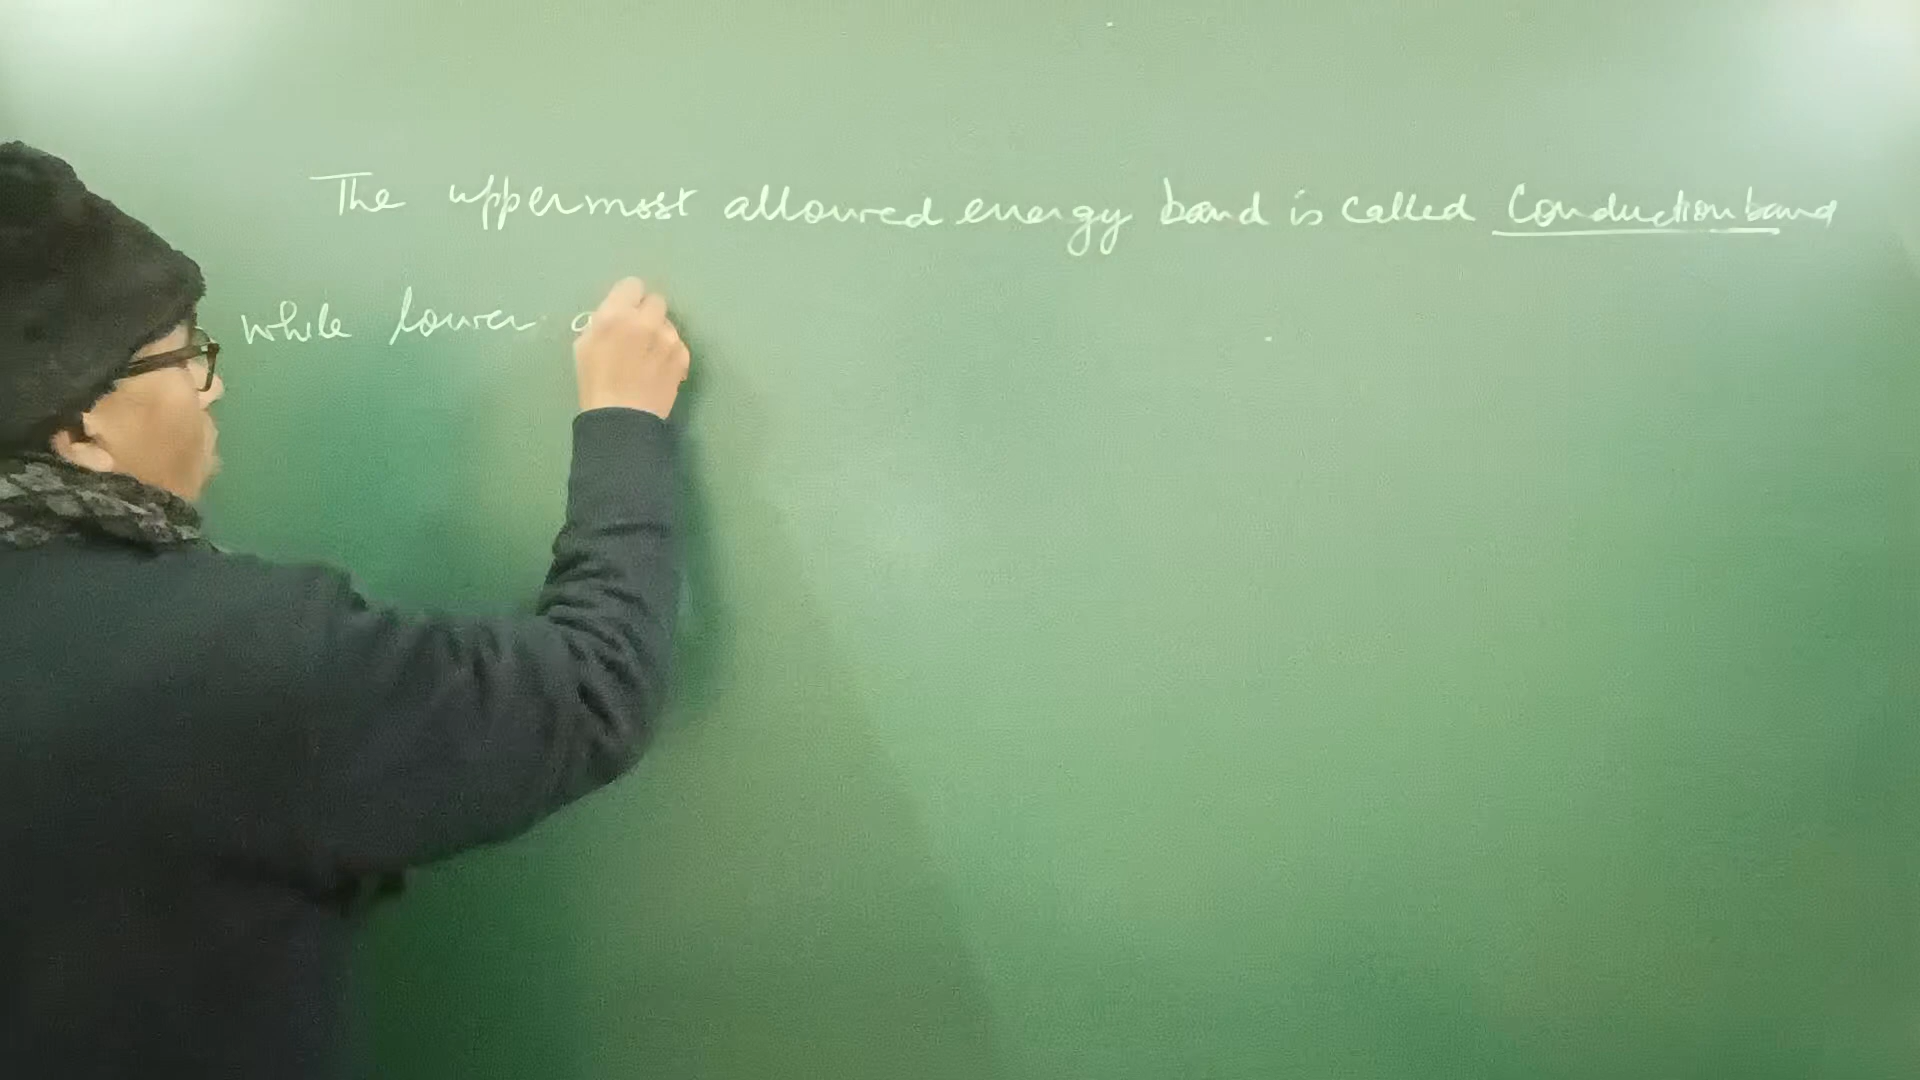 The uppermost allowed energy band is called Conduction band
while lower a